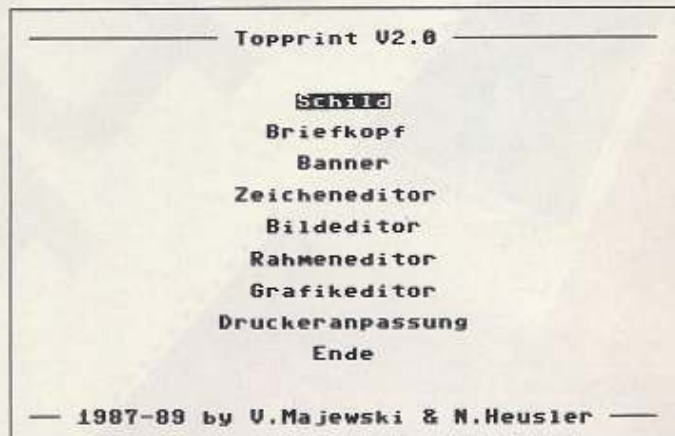 Topprint V2.0
Schild
Briefkopf
Banner
Zeicheneditor
Bildeditor
Rahmeneditor
Grafikeditor
Druckeranpassung
Ende
1987-89 by V.Majewski & N.Heusler